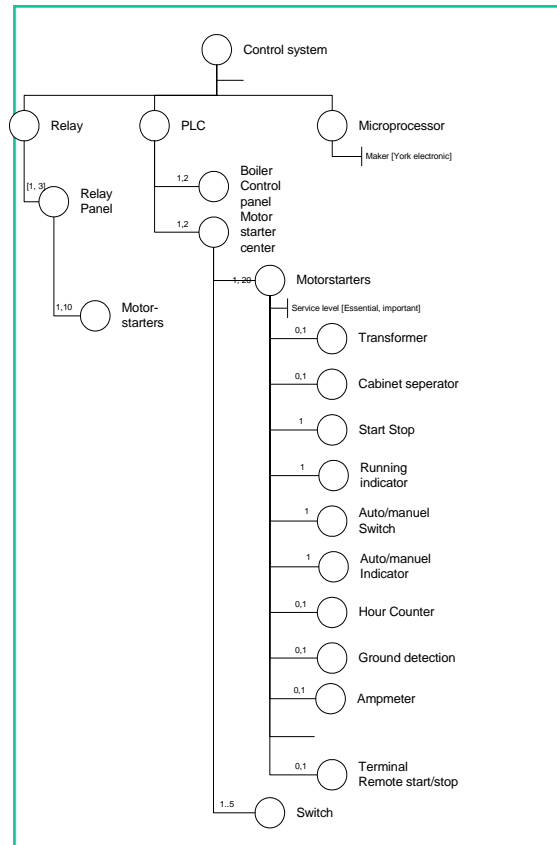 Control system
Relay
PLC
Microprocessor
Maker [York electronic]
1,2
Boiler
Control
panel
[1, 3]
Relay
Panel
1,2
Motor
starter
center
1, 20
Motorstarters
Service level [Essential, important]
1,10
Motor-
starters
0,1
Transformer
0,1
Cabinet seperator
1
Start Stop
1
Running
indicator
1
Auto/manuel
Switch
1
Auto/manuel
Indicator
0,1
Hour Counter
0,1
Ground detection
0,1
Ampmeter
0,1
Terminal
Remote start/stop
1..5
Switch